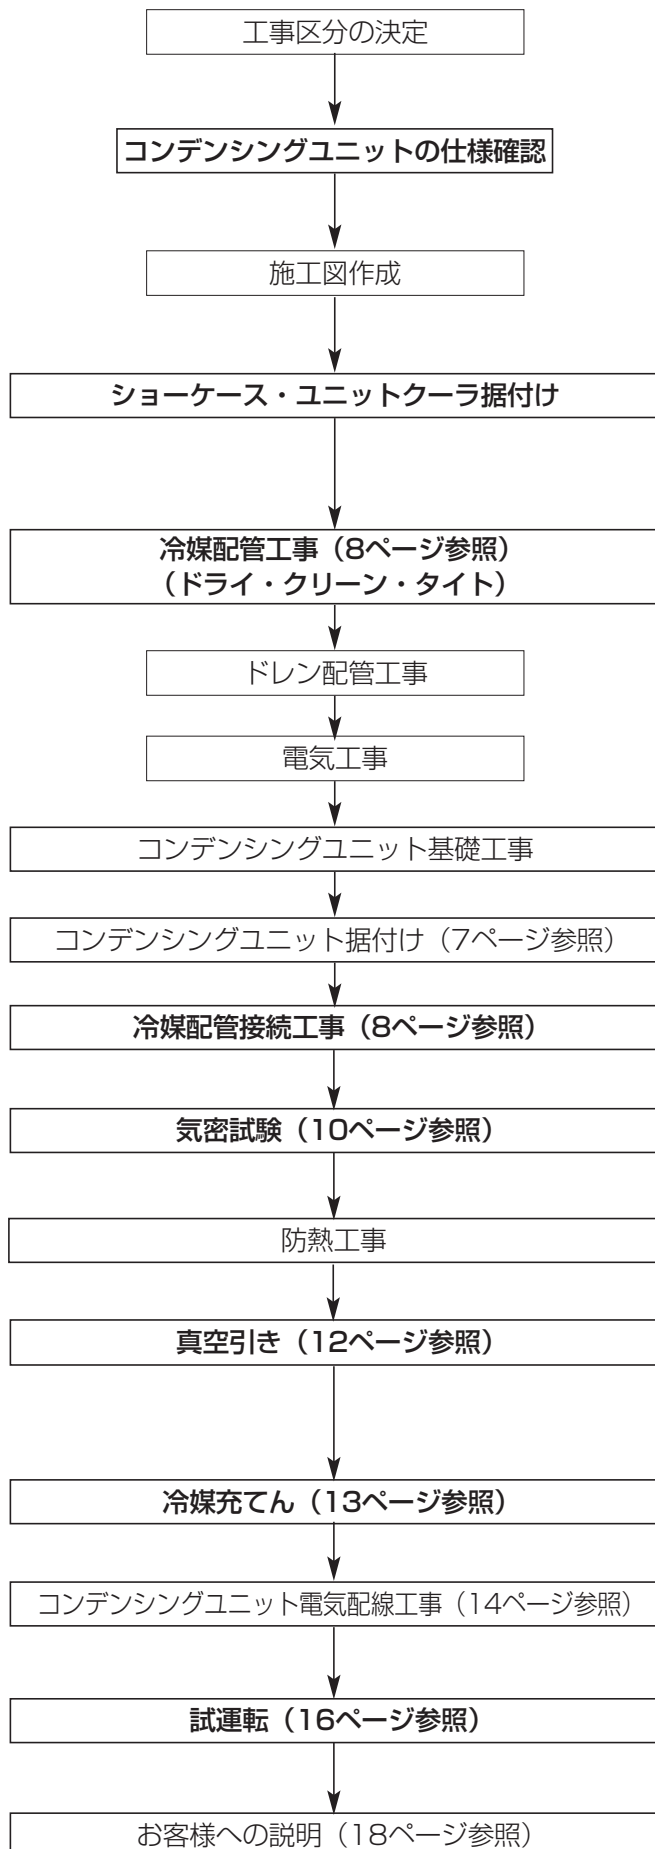 工事区分の決定
コンデンシングユニットの仕様確認
施工図作成
ショーケース・ユニットクーラ据付け
冷媒配管工事（8ページ参照）
（ドライ・クリーン・タイト）
ドレン配管工事
電気工事
コンデンシングユニット基礎工事
コンデンシングユニット据付け（7ページ参照）
冷媒配管接続工事（8ページ参照）
気密試験（10ページ参照）
防熱工事
真空引き（12ページ参照）
冷媒充てん（13ページ参照）
コンデンシングユニット電気配線工事（14ページ参照）
試運転（16ページ参照）
お客様への説明（18ページ参照）